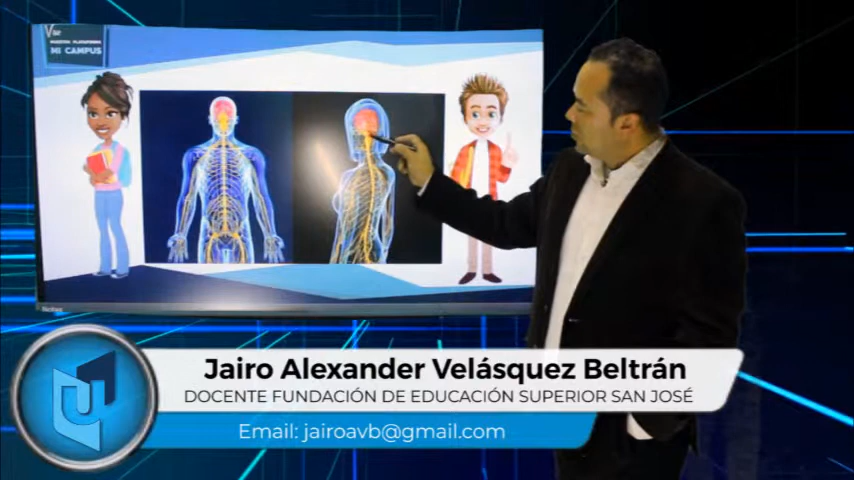 MI CAMPUS
Jairo Alexander Velásquez Beltrán
DOCENTE FUNDACIÓN DE EDUCACIÓN SUPERIOR SAN JOSÉ
Email: jairoavb@gmail.com